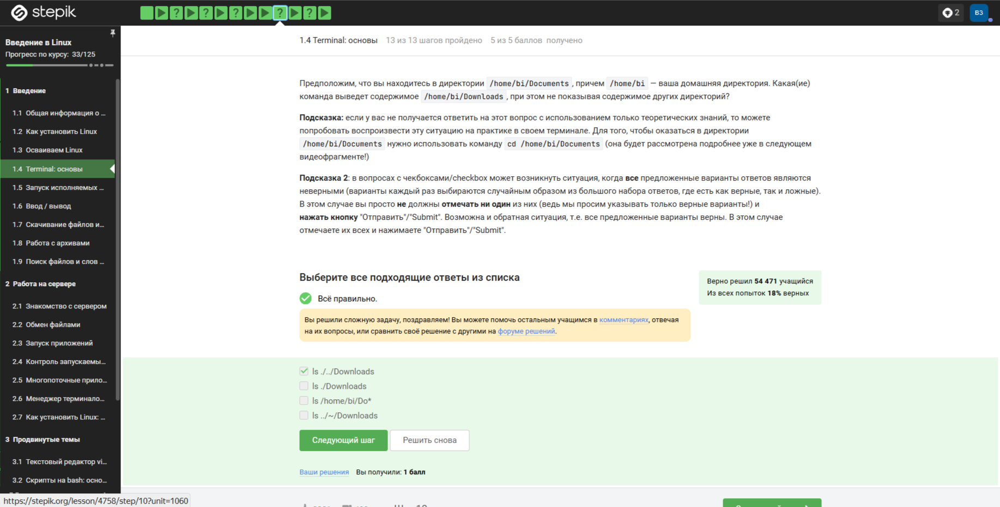 stepik
? ? ? ? ?
2
ВЗ
Введение в Linux
Прогресс по курсу: 33/125
1 Введение
1.1 Общая информация о ...
1.2 Как установить Linux
1.3 Осваиваем Linux
1.4 Terminal: основы
1.5 Запуск исполняемых ...
1.6 Ввод / вывод
1.7 Скачивание файлов и...
1.8 Работа с архивами
1.9 Поиск файлов и слов ...
2 Работа на сервере
2.1 Знакомство с сервером
2.2 Обмен файлами
2.3 Запуск приложений
2.4 Контроль запускаемы...
2.5 Многопоточные прило...
2.6 Менеджер терминало...
2.7 Как установить Linux: ...
3 Продвинутые темы
3.1 Текстовый редактор vi...
3.2 Скрипты на bash: осно...
https://stepik.org/lesson/4758/step/10?unit=1060
1.4 Terminal: основы 13 из 13 шагов пройдено 5 из 5 баллов получено
Предположим, что вы находитесь в директории /home/bi/Documents, причем /home/bi — ваша домашняя директория. Какая(ие)
команда выведет содержимое /home/bi/Downloads, при этом не показывая содержимое других директорий?
Подсказка: если у вас не получается ответить на этот вопрос с использованием только теоретических знаний, то можете
попробовать воспроизвести эту ситуацию на практике в своем терминале. Для того, чтобы оказаться в директории
/home/bi/Documents нужно использовать команду cd /home/bi/Documents (она будет рассмотрена подробнее уже в следующем
видеофрагменте!)
Подсказка 2: в вопросах с чекбоксами/checkbox может возникнуть ситуация, когда все предложенные варианты ответов являются
неверными (варианты каждый раз выбираются случайным образом из большого набора ответов, где есть как верные, так и ложные).
В этом случае вы просто не должны отмечать ни один из них (ведь мы просим указывать только верные варианты!) и
нажать кнопку "Отправить"/"Submit". Возможна и обратная ситуация, т.е. все предложенные варианты верны. В этом случае
отмечаете их всех и нажимаете "Отправить"/"Submit".
Выберите все подходящие ответы из списка
Верно решил 54 471 учащийся
Из всех попыток 18% верных
Всё правильно.
Вы решили сложную задачу, поздравляем! Вы можете помочь остальным учащимся в комментариях, отвечая
на их вопросы, или сравнить своё решение с другими на форуме решений.
ls ./../Downloads
ls ./Downloads
ls /home/bi/Do*
ls ../~/Downloads
Следующий шаг Решить снова
Ваши решения Вы получили: 1 балл